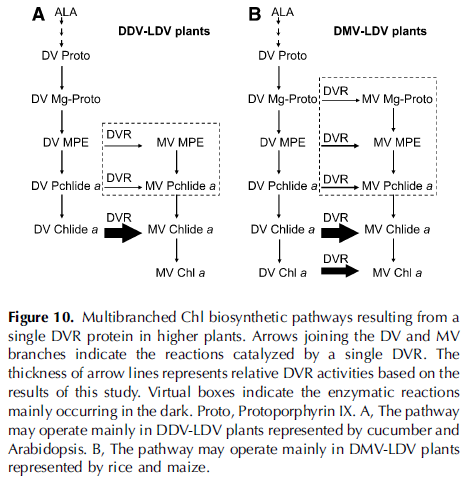 A B
ALA DDV-LDV plants ALA DMV-LDV plants
DV Proto DV Proto
DV Mg-Proto DV Mg-Proto DVR MV Mg-Proto
DV MPE DVR MV MPE DV MPE DVR MV MPE
DV Pchlide a DVR MV Pchlide a DV Pchlide a DVR MV Pchlide a
DV Chlide a DVR MV Chlide a DV Chlide a DVR MV Chlide a
MV Chl a DV Chl a DVR MV Chl a
Figure 10. Multibranched Chl biosynthetic pathways resulting from a
single DVR protein in higher plants. Arrows joining the DV and MV
branches indicate the reactions catalyzed by a single DVR. The
thickness of arrow lines represents relative DVR activities based on the
results of this study. Virtual boxes indicate the enzymatic reactions
mainly occurring in the dark. Proto, Protoporphyrin IX. A, The pathway
may operate mainly in DDV-LDV plants represented by cucumber and
Arabidopsis. B, The pathway may operate mainly in DMV-LDV plants
represented by rice and maize.